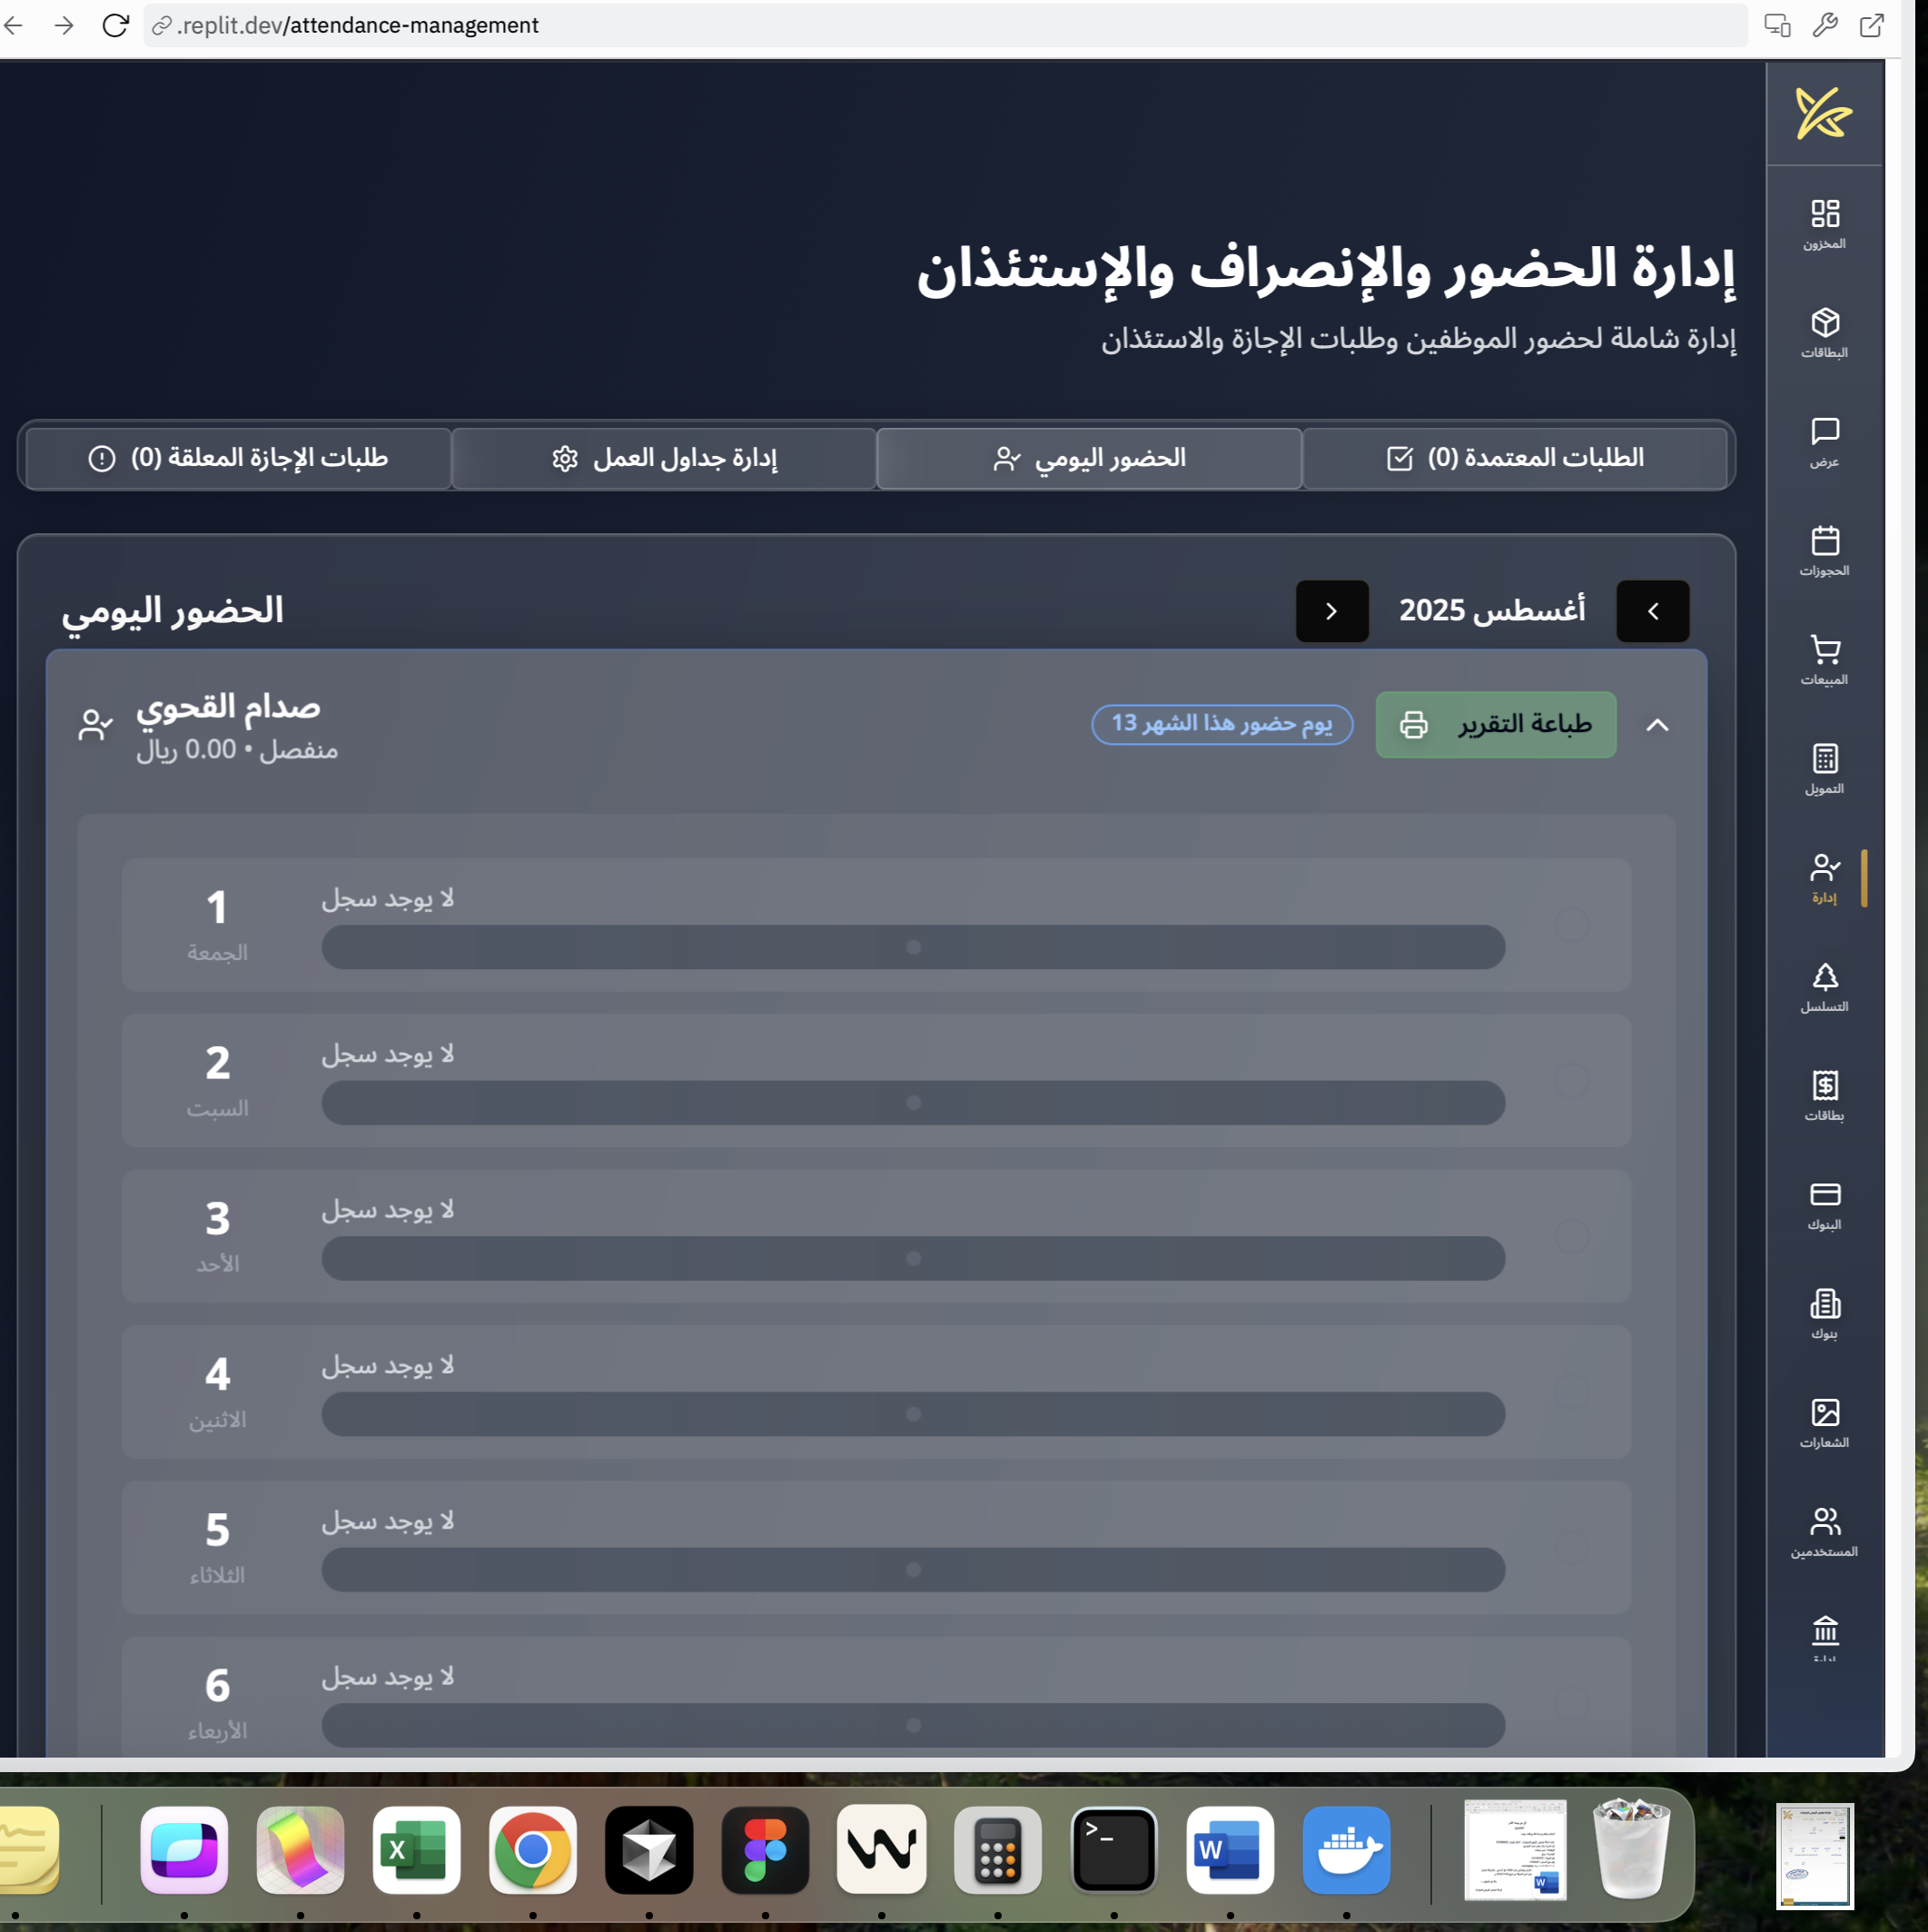 .replit.dev/attendance-management
المخزون
البطاقات
عرض
الحجوزات
المبيعات
التمويل
إدارة
التسلسل
بطاقات
البنوك
بنوك
الشعارات
المستخدمين
إدارة الحضور والإنصراف والإستئذان
إدارة شاملة لحضور الموظفين وطلبات الإجازة والاستئذان
الطلبات المعتمدة (0)
الحضور اليومي
إدارة جداول العمل
طلبات الإجازة المعلقة (0)
أغسطس 2025
الحضور اليومي
طباعة التقرير
يوم حضور هذا الشهر 13
صدام القحوي
منفصل • 0.00 ريال
لا يوجد سجل
1
الجمعة
لا يوجد سجل
2
السبت
لا يوجد سجل
3
الأحد
لا يوجد سجل
4
الاثنين
لا يوجد سجل
5
الثلاثاء
لا يوجد سجل
6
الأربعاء
X
>_
W
W